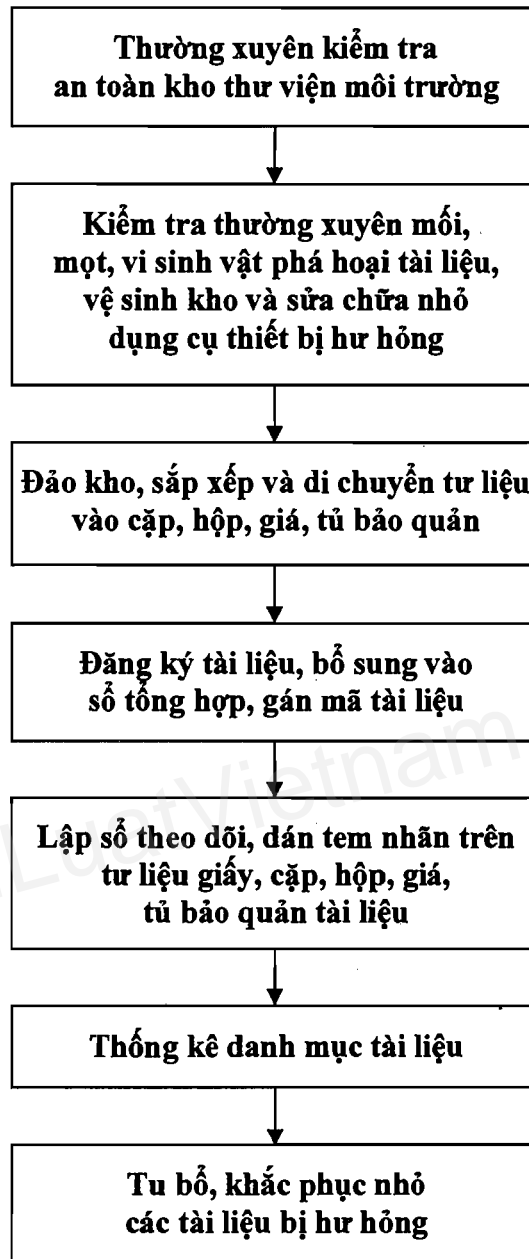 Thường xuyên kiểm tra
an toàn kho thư viện môi trường
Kiểm tra thường xuyên mối,
mọt, vi sinh vật phá hoại tài liệu,
vệ sinh kho và sửa chữa nhỏ
dụng cụ thiết bị hư hỏng
Đảo kho, sắp xếp và di chuyển tư liệu
vào cặp, hộp, giá, tủ bảo quản
Đăng ký tài liệu, bổ sung vào
sổ tổng hợp, gán mã tài liệu
Lập sổ theo dõi, dán tem nhãn trên
tư liệu giấy, cặp, hộp, giá,
tủ bảo quản tài liệu
LuatVietnam
Thống kê danh mục tài liệu
Tu bổ, khắc phục nhỏ
các tài liệu bị hư hỏng